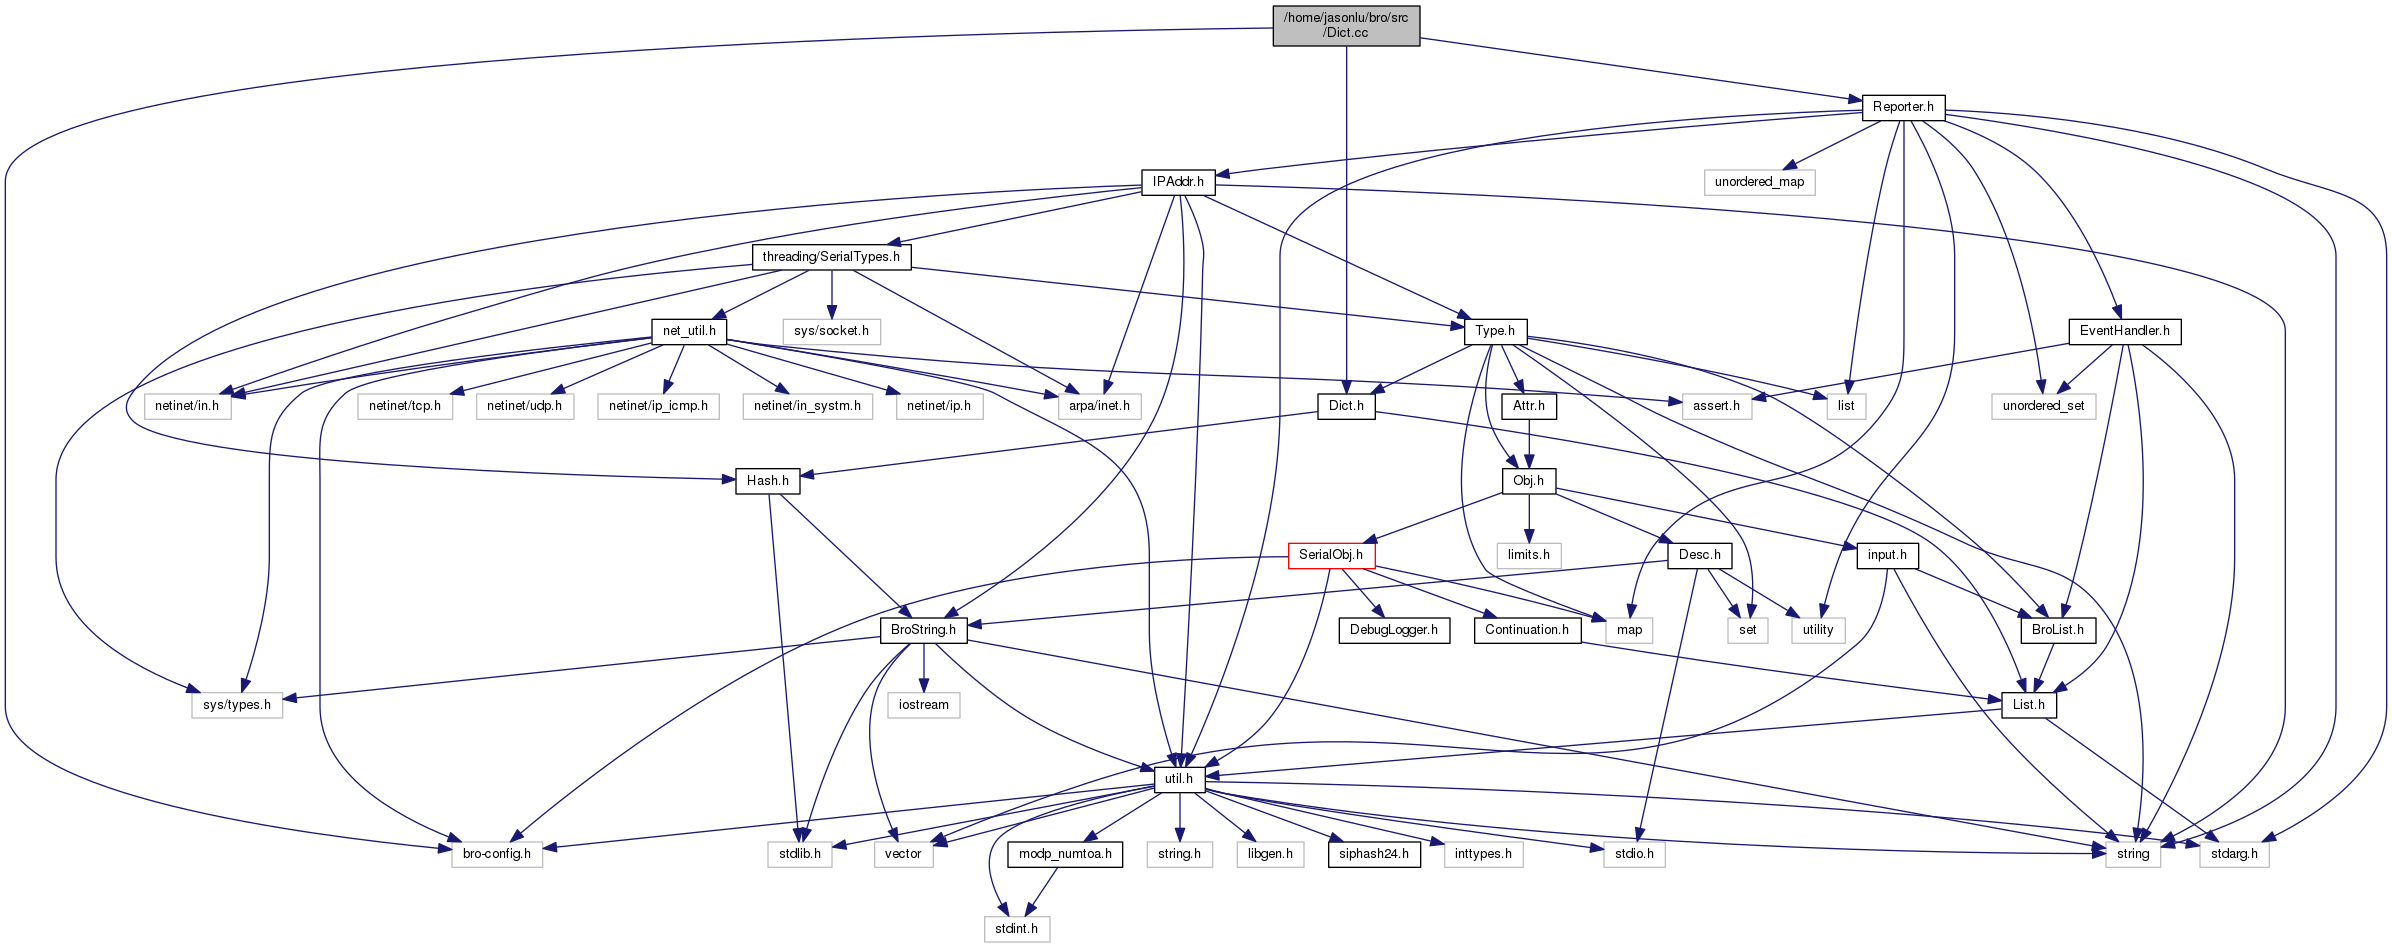 /home/jasonlu/bro/src
/Dict.cc
Reporter.h
IPAddr.h
unordered_map
threading/SerialTypes.h
net_util.h
sys/socket.h
Type.h
EventHandler.h
netinet/in.h
netinet/tcp.h
netinet/udp.h
netinet/ip_icmp.h
netinet/in_systm.h
netinet/ip.h
arpa/inet.h
Dict.h
Attr.h
assert.h
list
unordered_set
Hash.h
Obj.h
SerialObj.h
limits.h
Desc.h
input.h
BroString.h
DebugLogger.h
Continuation.h
map
set
utility
BroList.h
sys/types.h
iostream
List.h
util.h
bro-config.h
stdlib.h
vector
modp_numtoa.h
string.h
libgen.h
siphash24.h
inttypes.h
stdio.h
string
stdarg.h
stdint.h